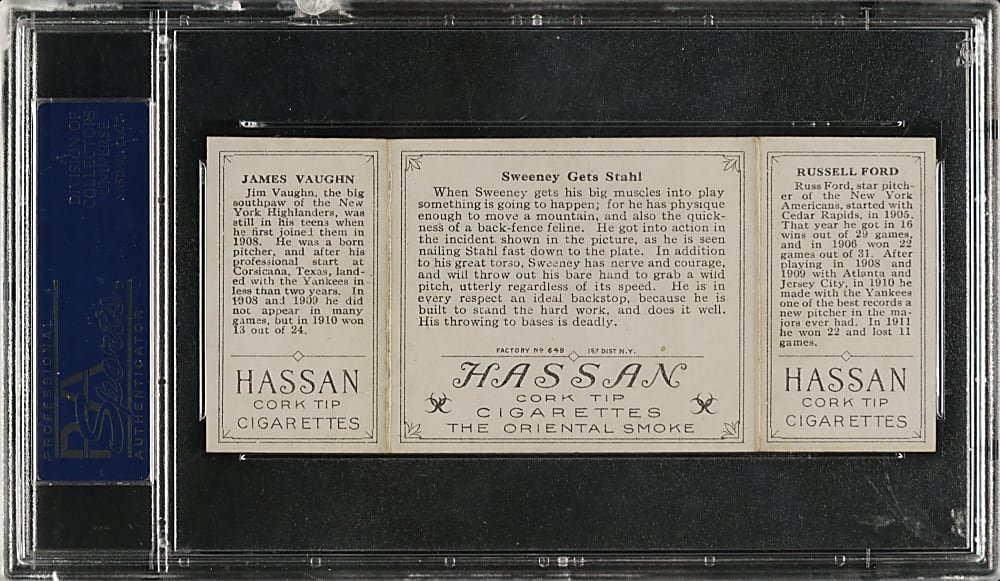 DIVISION OF
COLLECTORS
UNIVERSE
PROFESSIONAL
PSA
Sports
AUTHENTICATOR
JAMES VAUGHN
Jim Vaughn, the big
southpaw of the New
York Highlanders, was
still in his teens when
he first joined them in
1908. He was a born
pitcher, and after his
professional start at
Corsicana, Texas, land-
ed with the Yankees in
less than two years. In
1908 and 1909 he did
not appear in many
games, but in 1910 won
13 out of 24.
HASSAN
CORK TIP
CIGARETTES
Sweeney Gets Stahl
When Sweeney gets his big muscles into play
something is going to happen; for he has physique
enough to move a mountain, and also the quick-
ness of a back-fence feline. He got into action in
the incident shown in the picture, as he is seen
nailing Stahl fast down to the plate. In addition
to his great torso, Sweeney has nerve and courage,
and will throw out his bare hand to grab a wild
pitch, utterly regardless of its speed. He is in
every respect an ideal backstop, because he is
built to stand the hard work, and does it well.
His throwing to bases is deadly.
FACTORY Nº 649 1ST DIST N.Y.
HASSAN
CORK TIP
CIGARETTES
THE ORIENTAL SMOKE
RUSSELL FORD
Russ Ford, star pitch-
er of the New York
Americans, started with
Cedar Rapids, in 1905.
That year he got in 16
wins out of 29 games,
and in 1906 won 22
games out of 31. After
playing in 1908 and
1909 with Atlanta and
Jersey City, in 1910 he
made with the Yankees
one of the best records a
new pitcher in the ma-
jors ever had. In 1911
he won 22 and lost 11
games.
HASSAN
CORK TIP
CIGARETTES